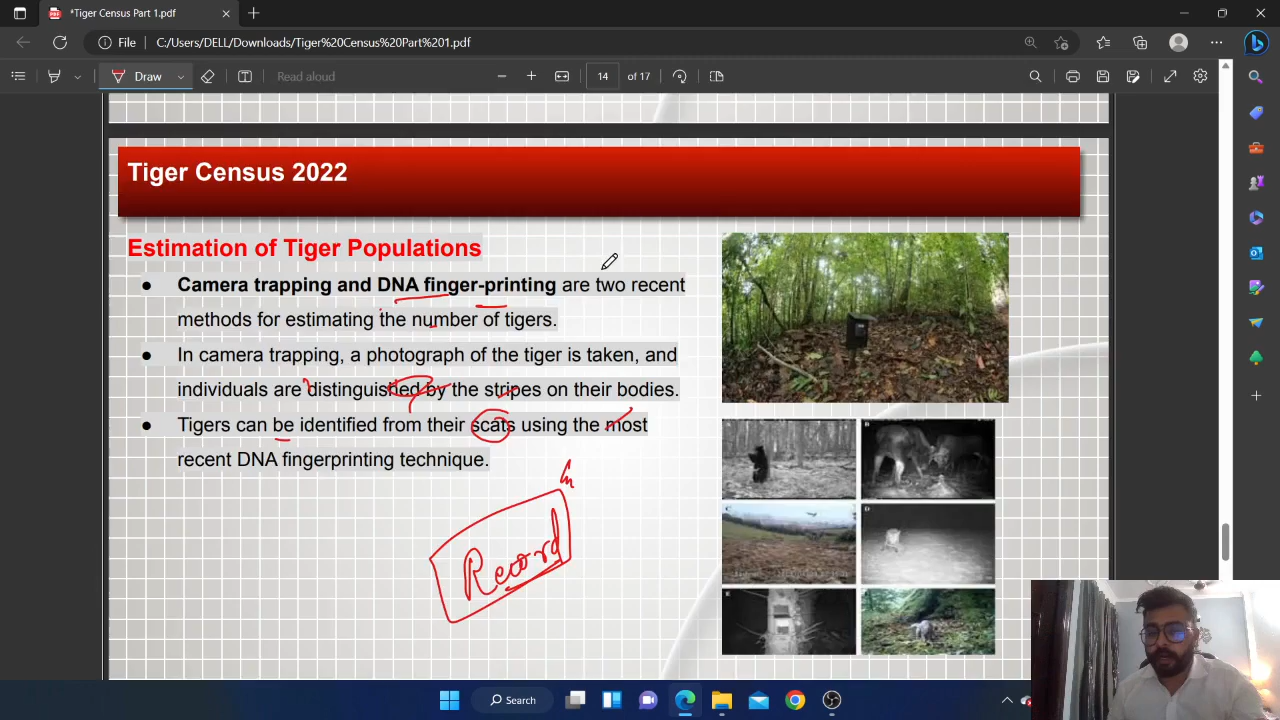 *Tiger Census Part 1.pdf
File
C:/Users/DELL/Downloads/Tiger%20Census%20Part%201.pdf
Draw
Read aloud
14
of 17
Tiger Census 2022
Estimation of Tiger Populations
● Camera trapping and DNA finger-printing are two recent
methods for estimating the number of tigers.
● In camera trapping, a photograph of the tiger is taken, and
individuals are distinguished by the stripes on their bodies.
● Tigers can be identified from their scats using the most
recent DNA fingerprinting technique.
Record
Search